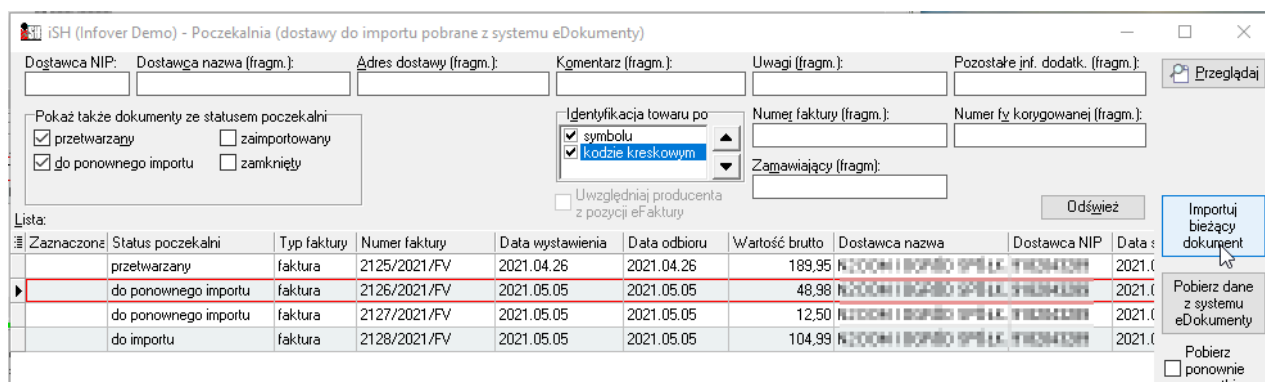 iSH (Infover Demo) - Poczekalnia (dostawy do importu pobrane z systemu eDokumenty)
Dostawca NIP: Dostawca nazwa (fragm.): Adres dostawy (fragm.): Komentarz (fragm.): Uwagi (fragm.): Pozostałe inf. dodatk. (fragm.):
Przeglądaj
Pokaż także dokumenty ze statusem poczekalni
przetwarzany zaimportowany
do ponownego importu zamknięty
Identyfikacja towaru po
symbolu
kodzie kreskowym
Numer faktury (fragm.): Numer fv korygowanej (fragm.):
Zamawiający (fragm):
Uwzględniaj producenta
z pozycji eFaktury
Odśwież
Importuj
bieżący
dokument
Lista:
Zaznaczona Status poczekalni Typ faktury Numer faktury Data wystawienia Data odbioru Wartość brutto Dostawca nazwa Dostawca NIP Data s
przetwarzany faktura 2125/2021/FV 2021.04.26 2021.04.26 189,95 2021.0
do ponownego importu faktura 2126/2021/FV 2021.05.05 2021.05.05 48,98 2021.0
do ponownego importu faktura 2127/2021/FV 2021.05.05 2021.05.05 12,50 2021.0
do importu faktura 2128/2021/FV 2021.05.05 2021.05.05 104,99 2021.0
Pobierz dane
z systemu
eDokumenty
Pobierz
ponownie